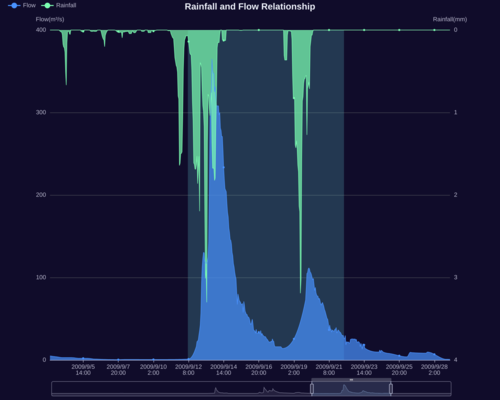 Flow Rainfall
Rainfall and Flow Relationship
Flow(m³/s) Rainfall(mm)
400 0
300 1
200 2
100 3
0 4
2009/9/5 2009/9/7 2009/9/10 2009/9/12 2009/9/14 2009/9/16 2009/9/19 2009/9/21 2009/9/23 2009/9/25 2009/9/28
14:00 20:00 2:00 8:00 14:00 20:00 2:00 8:00 14:00 20:00 2:00